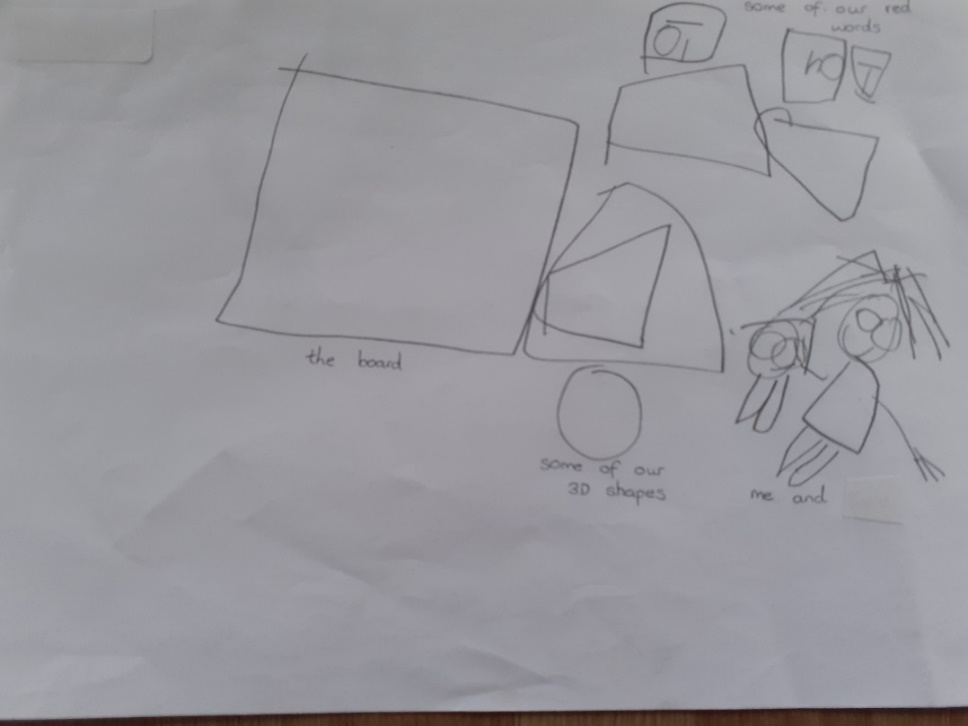 some of our red
words
the board
some of our
3D shapes
me and